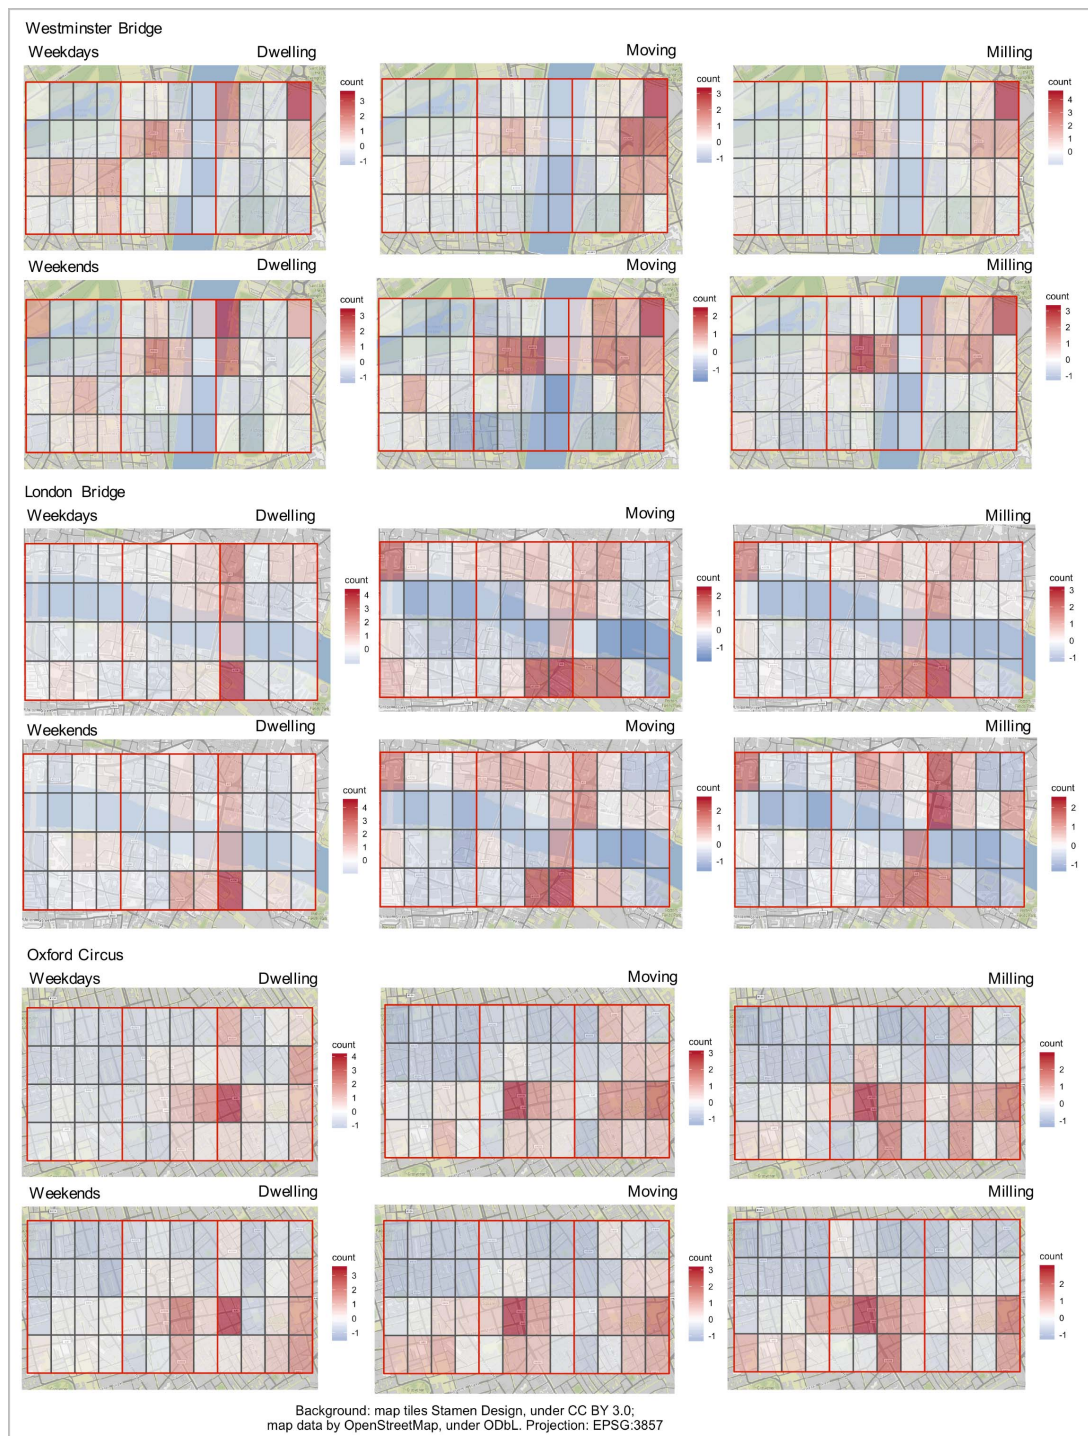 Westminster Bridge
Weekdays Dwelling Moving Milling
count count count
3 3 4
2 2 3
1 1 2
0 0 1
-1 -1 0
Weekends Dwelling Moving Milling
count count count
3 2 3
2 1 2
1 0 1
0 -1 0
-1 -1
London Bridge
Weekdays Dwelling Moving Milling
count count count
4 2 3
3 1 2
2 0 1
1 -1 0
0 -1
Weekends Dwelling Moving Milling
count count count
4 2 2
3 1 1
2 0 0
1 -1 -1
0
Oxford Circus
Weekdays Dwelling Moving Milling
count count count
4 3 2
3 2 1
2 1 0
1 0 -1
0 -1
-1
Weekends Dwelling Moving Milling
count count count
3 3 2
2 2 1
1 1 0
0 0 -1
-1 -1
Background: map tiles Stamen Design, under CC BY 3.0;
map data by OpenStreetMap, under ODbL. Projection: EPSG:3857